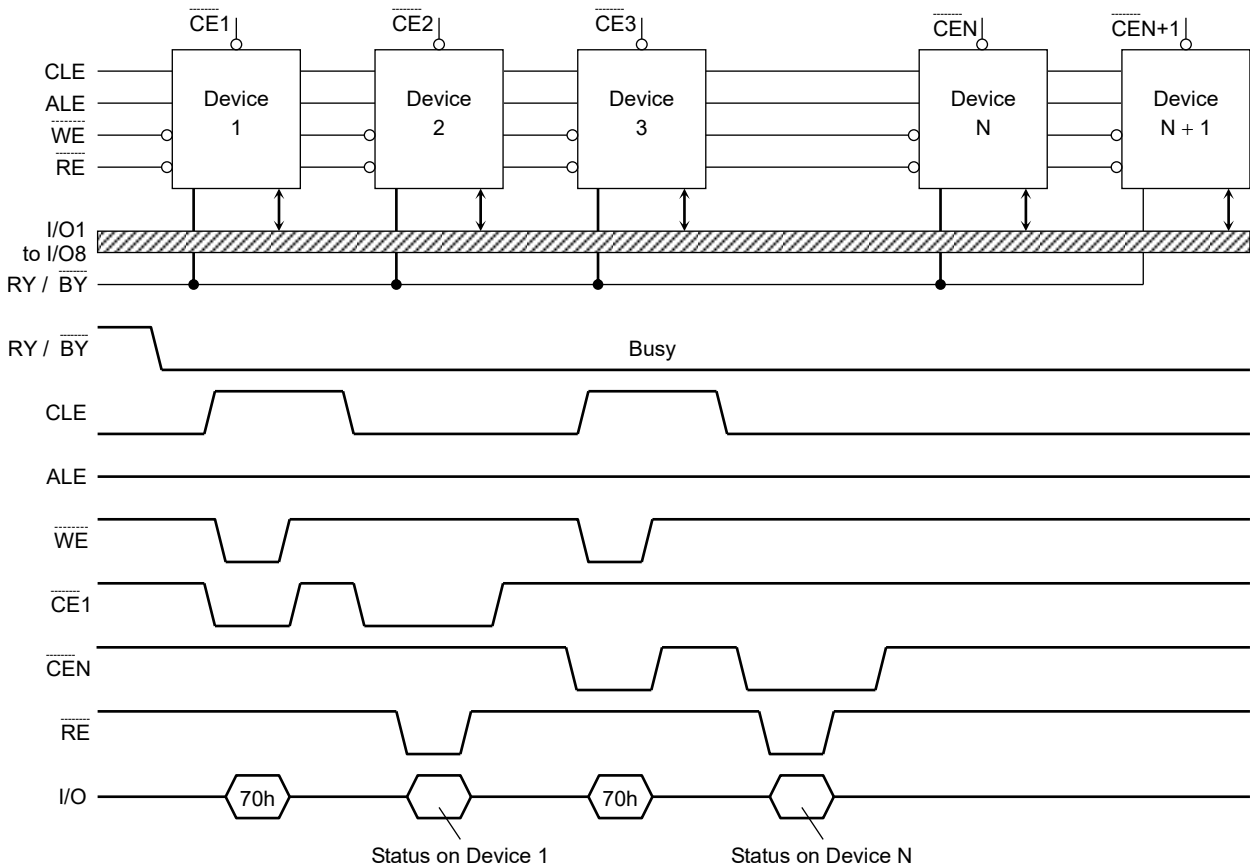 CE1 CE2 CE3 CEN CEN+1
CLE
ALE
WE
RE
Device 1
Device 2
Device 3
Device N
Device N + 1
I/O1 to I/O8
RY / BY
RY / BY
Busy
CLE
ALE
WE
CE1
CEN
RE
I/O
70h
70h
Status on Device 1
Status on Device N